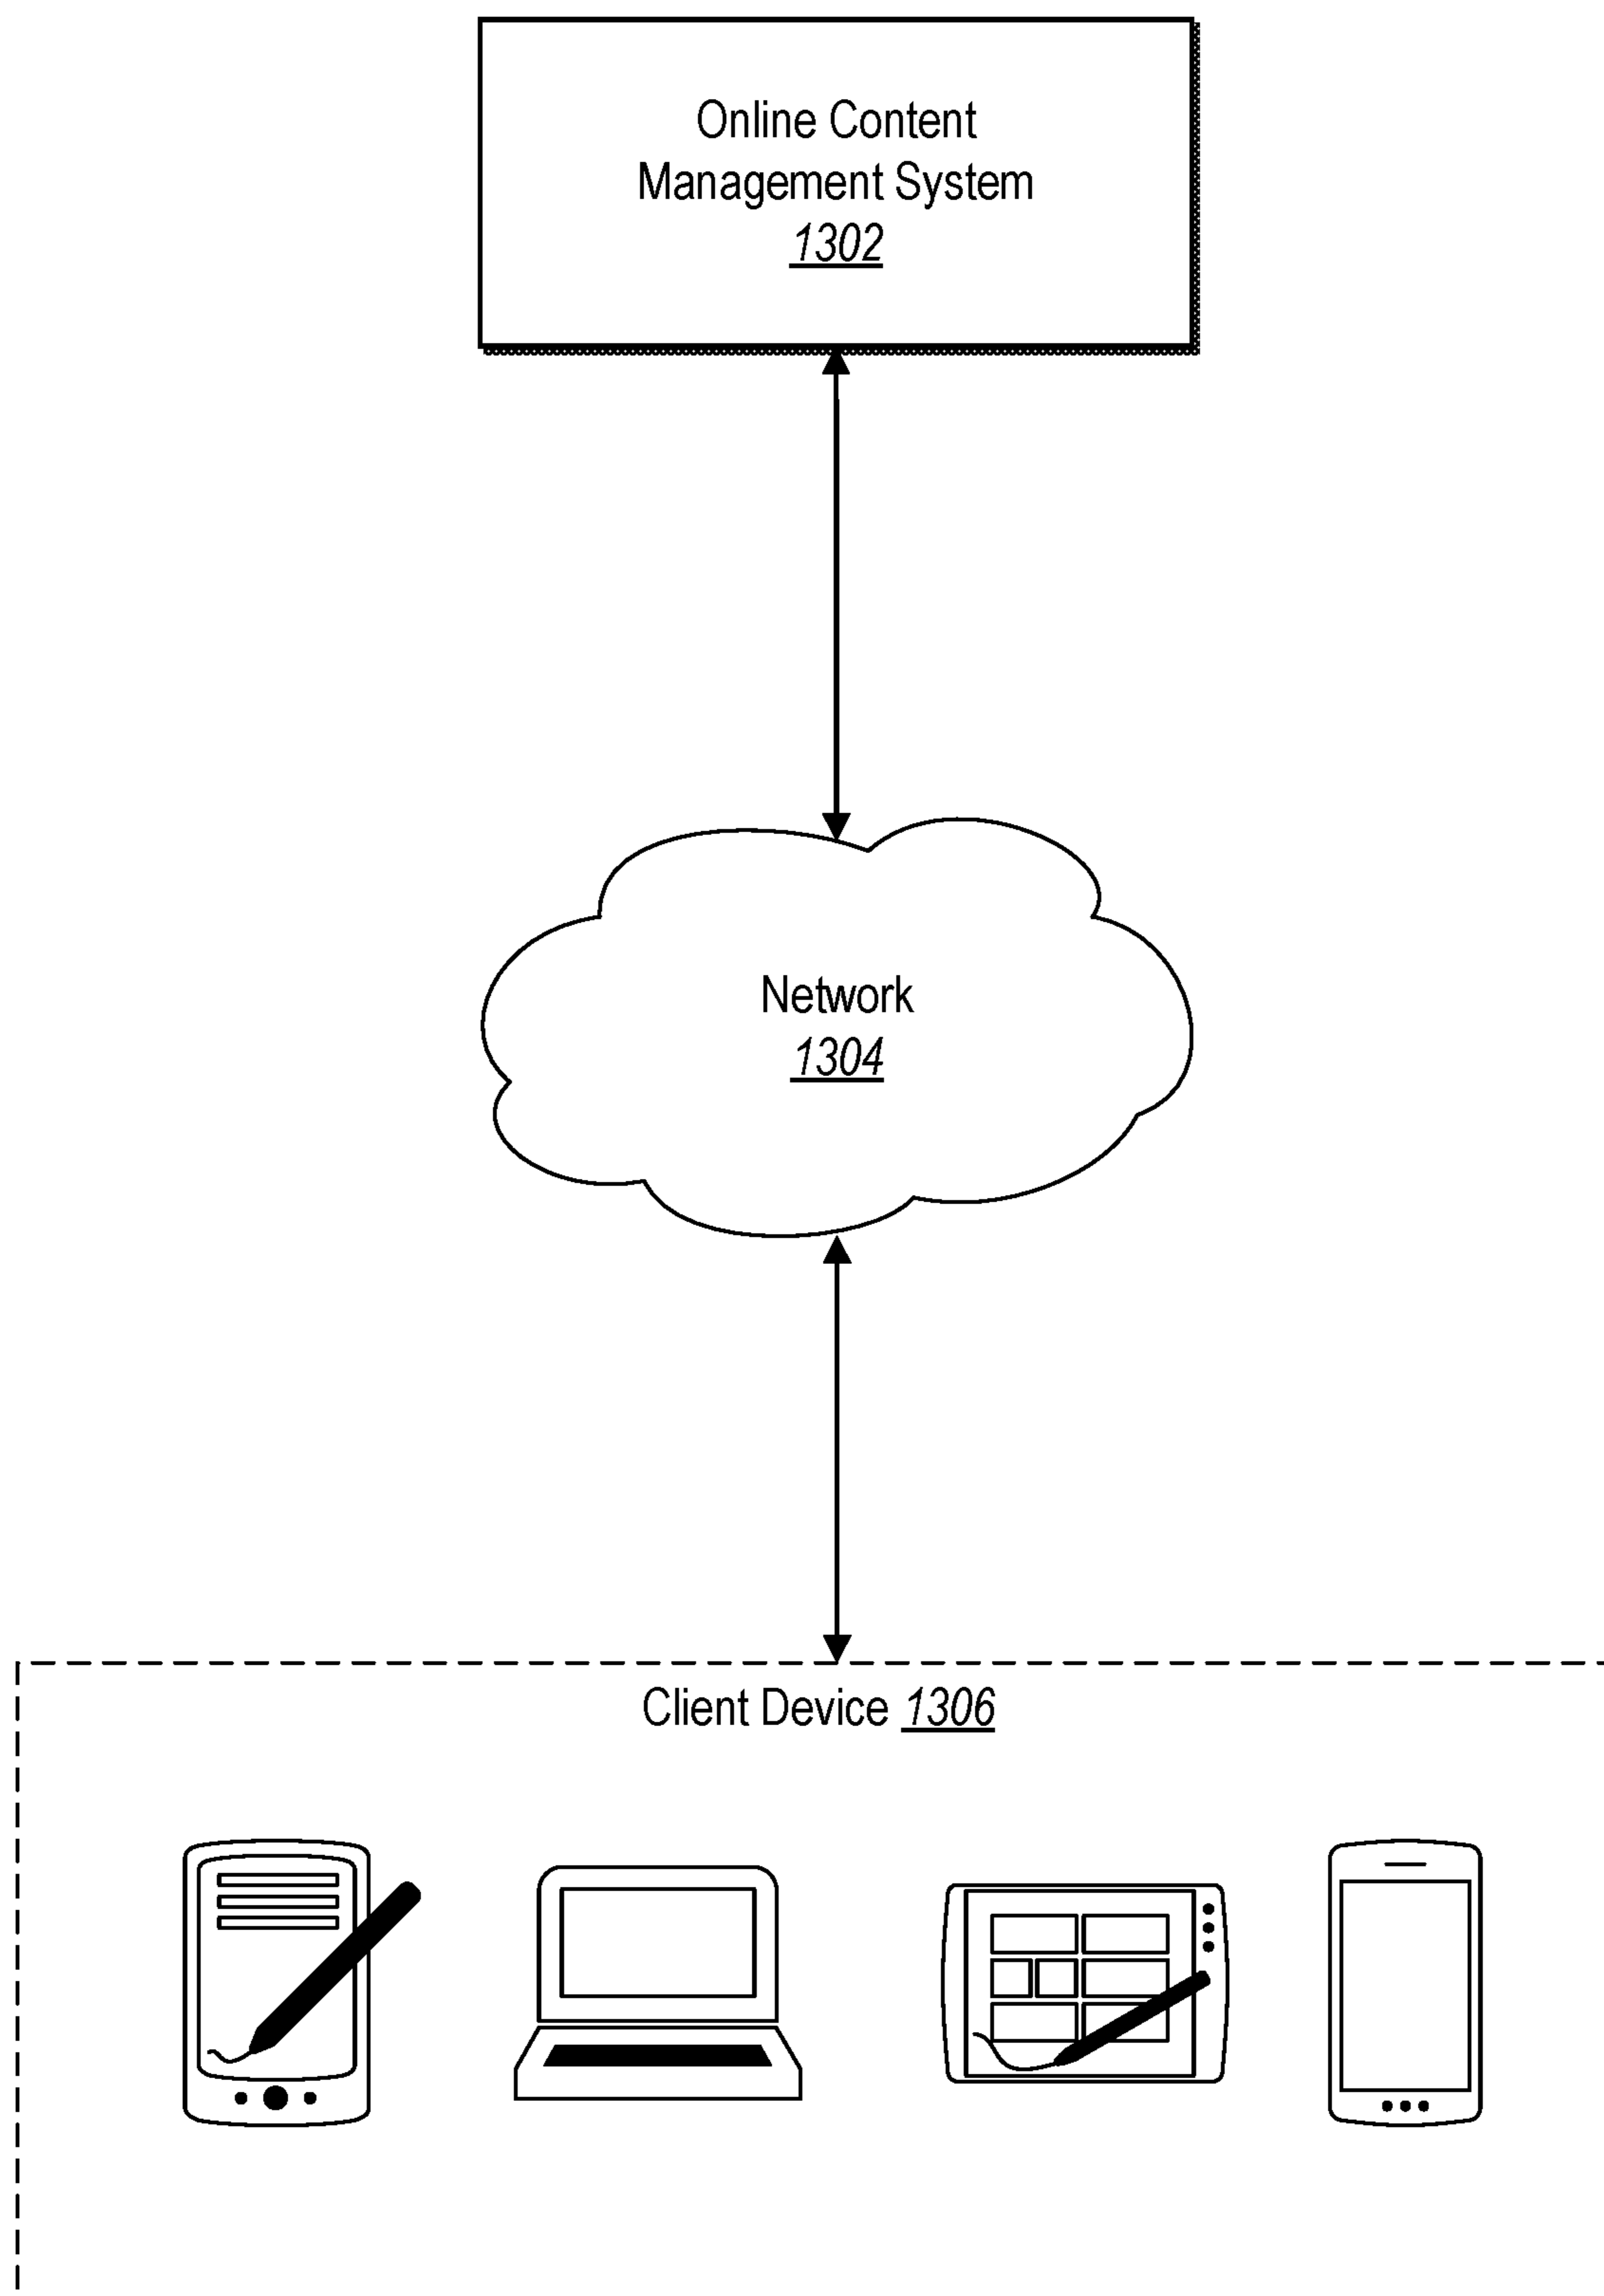 Online Content
Management System
1302
Network
1304
Client Device 1306